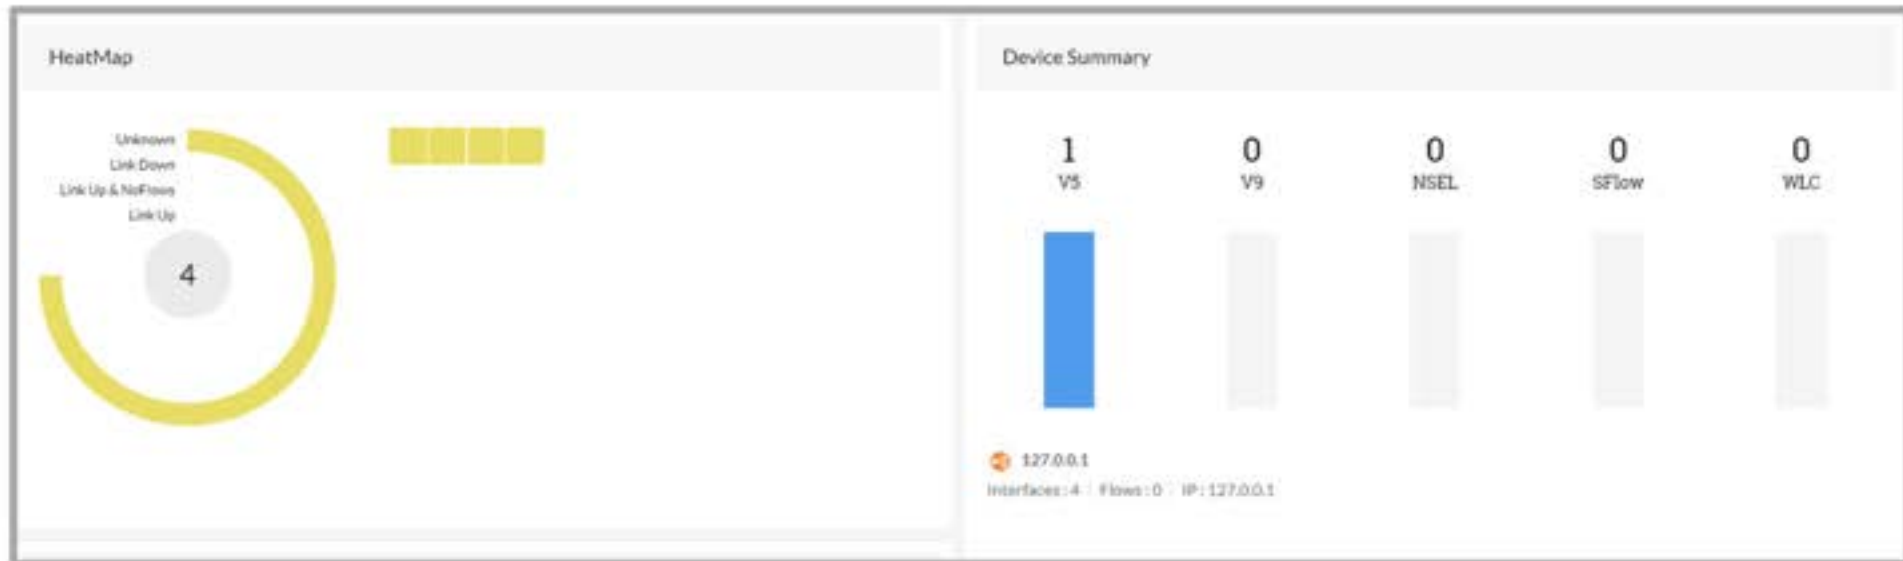 HeatMap
Unknown
Link Down
Link Up & NoFlows
Link Up
4
Device Summary
1 0 0 0 0
V5 V9 NSEL SFlow WLC
127.0.0.1
Interfaces : 4 | Flows : 0 | IP : 127.0.0.1